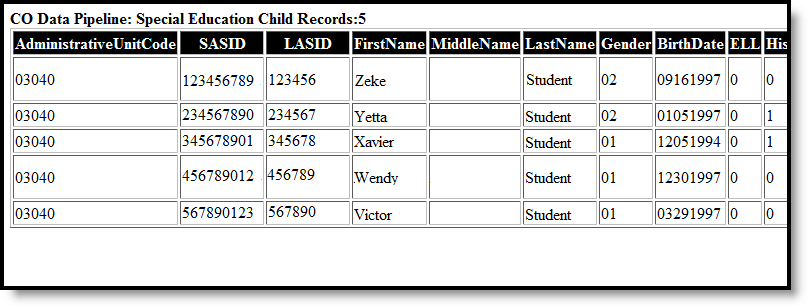 CO Data Pipeline: Special Education Child Records:5
AdministrativeUnitCode SASID LASID FirstName MiddleName LastName Gender BirthDate ELL His
03040 123456789 123456 Zeke Student 02 09161997 0 0
03040 234567890 234567 Yetta Student 02 01051997 0 1
03040 345678901 345678 Xavier Student 01 12051994 0 1
03040 456789012 456789 Wendy Student 01 12301997 0 0
03040 567890123 567890 Victor Student 01 03291997 0 0